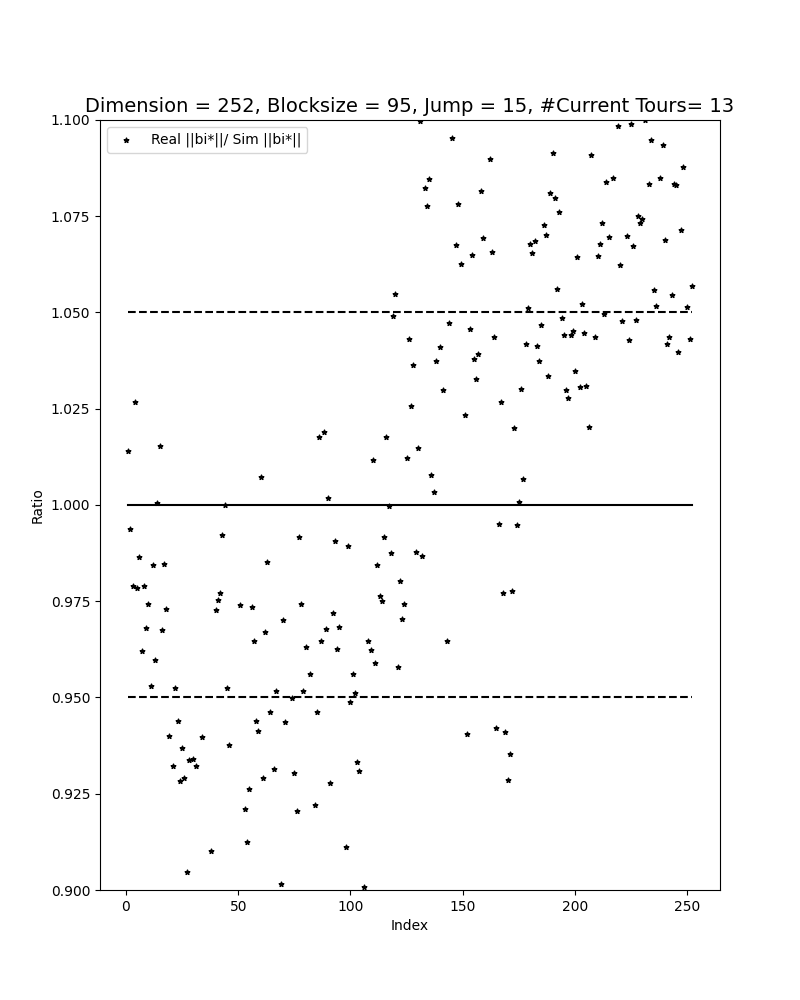 Dimension = 252, Blocksize = 95, Jump = 15, #Current Tours= 13
Real ||bi*||/ Sim ||bi*||
1.100
1.075
1.050
1.025
1.000
0.975
0.950
0.925
0.900
Ratio
0 50 100 150 200 250
Index